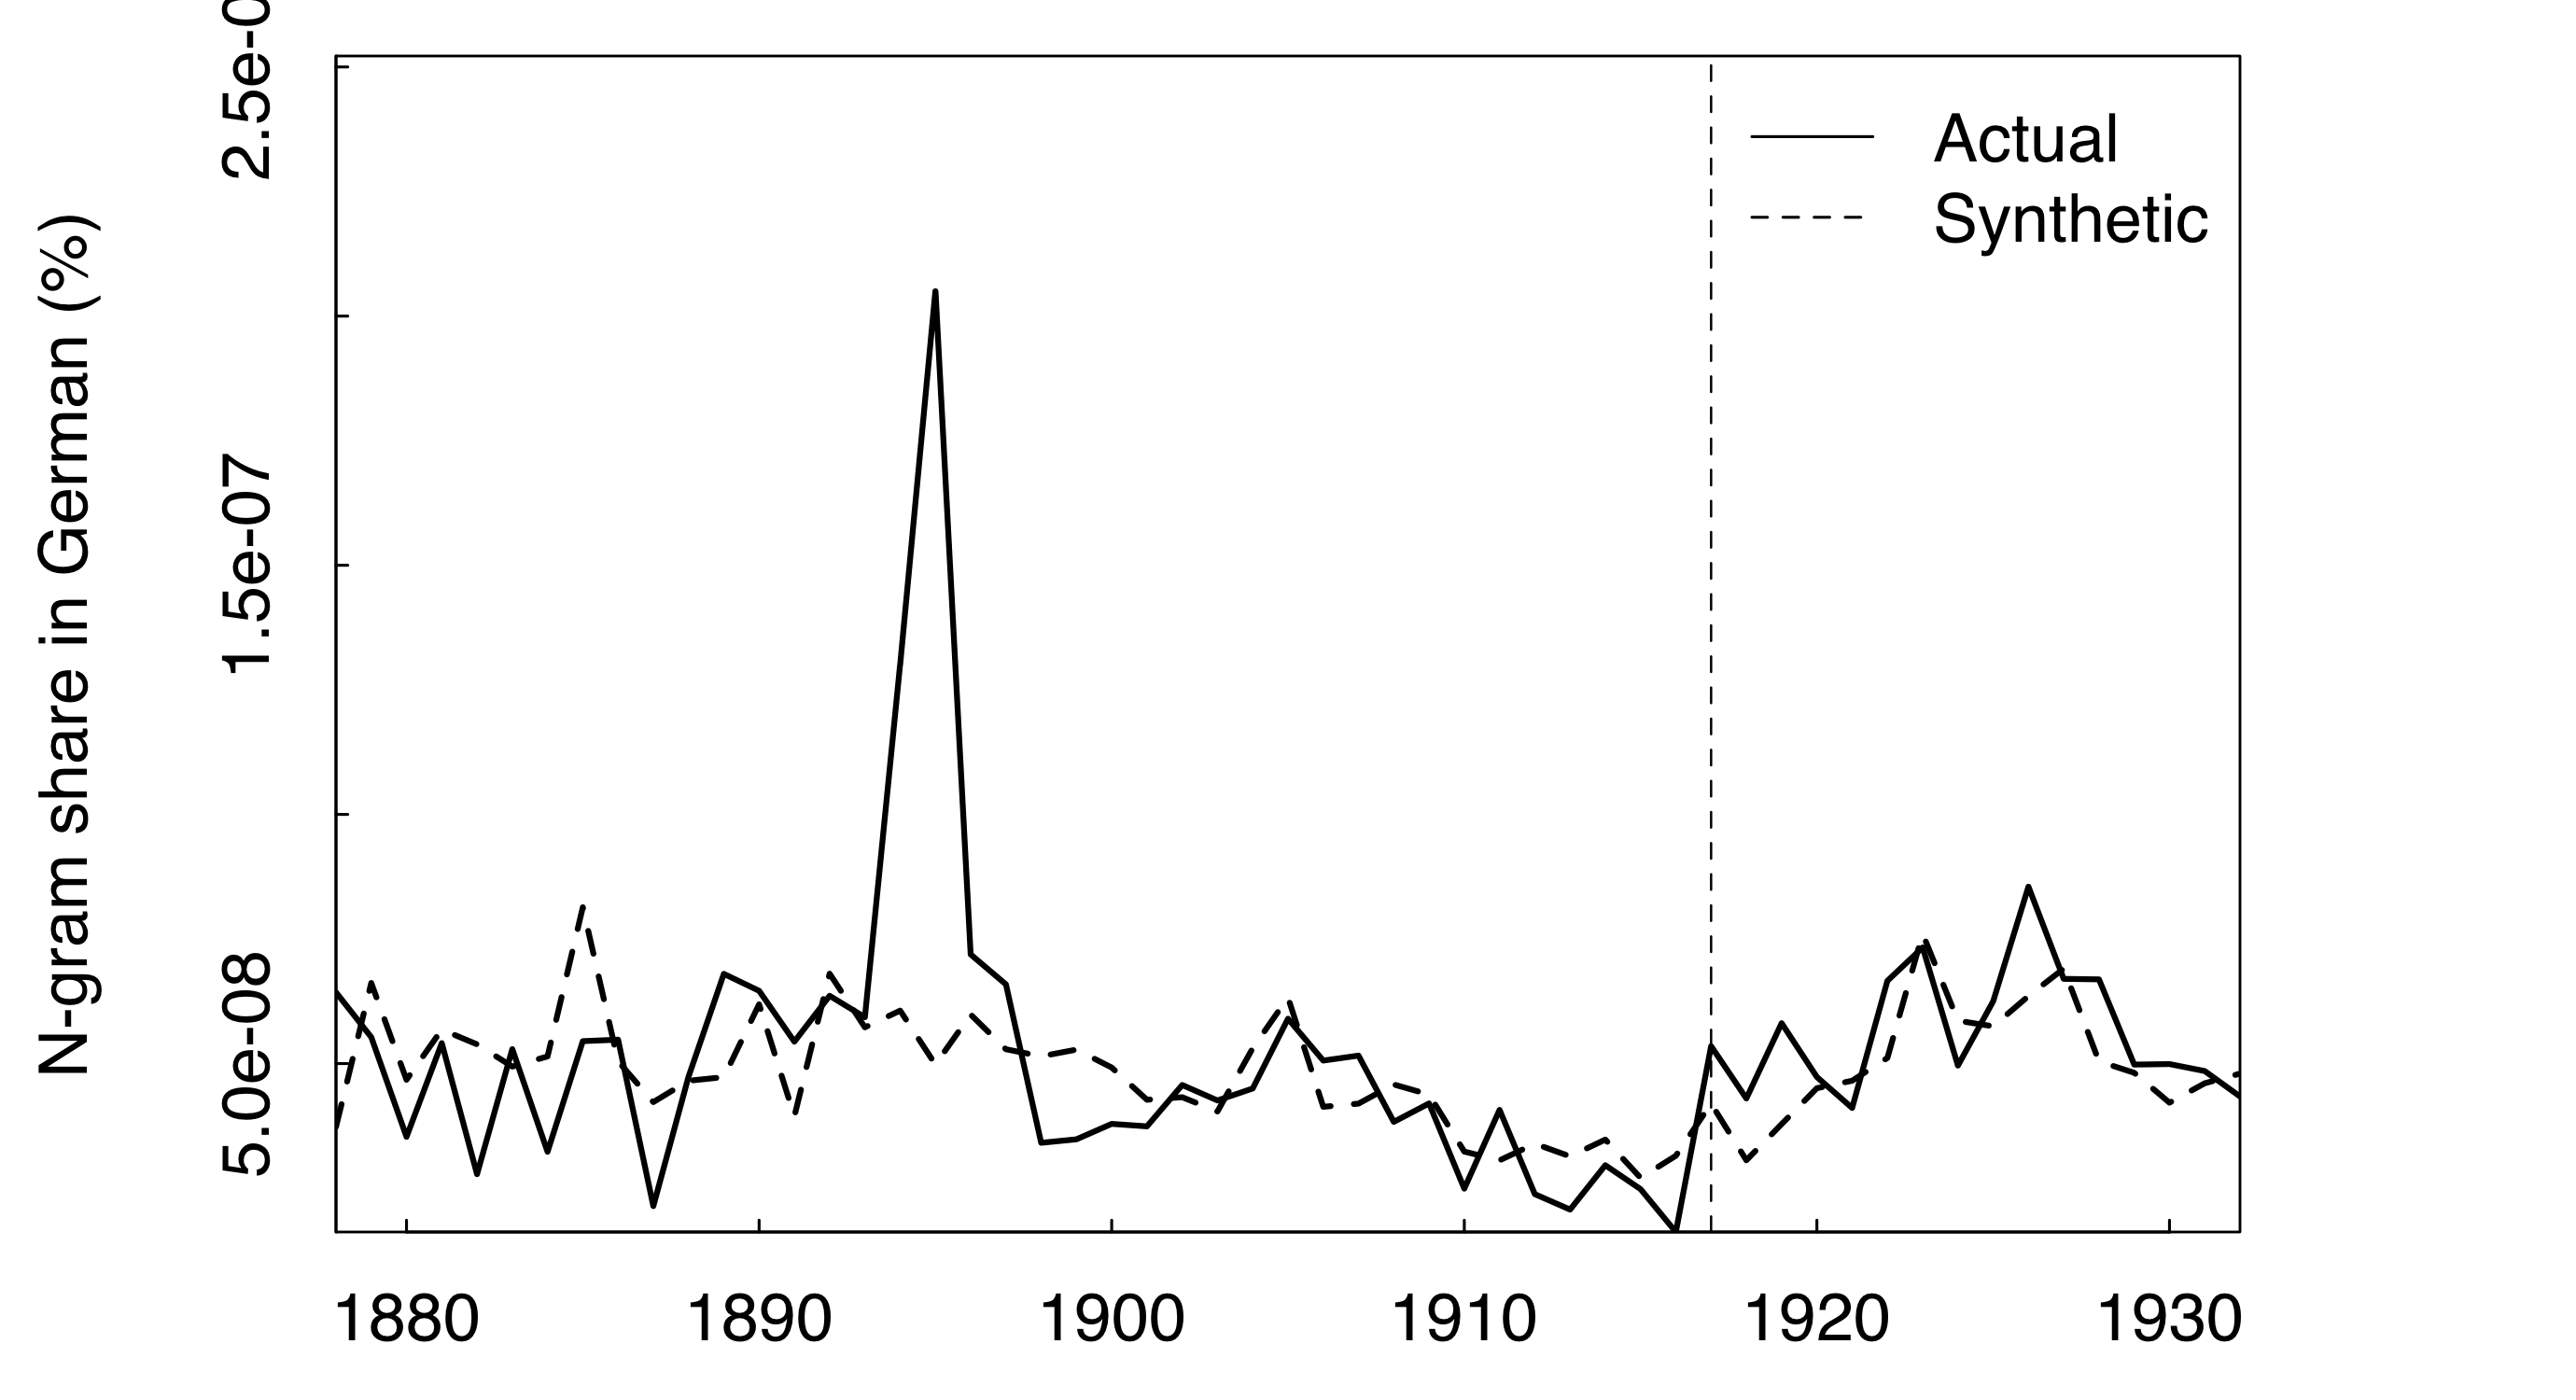 N-gram share in German (%)
2.5e-0
1.5e-07
5.0e-08
Actual
Synthetic
1880 1890 1900 1910 1920 1930